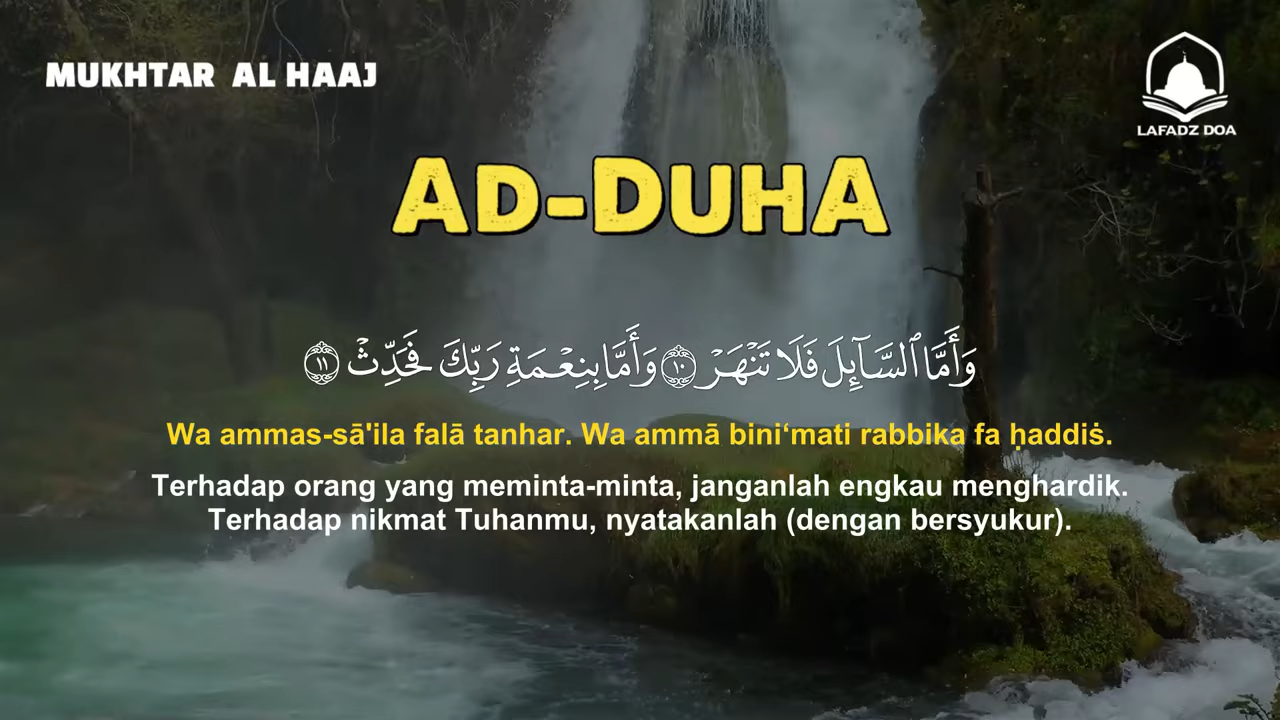 MUKHTAR AL HAAJ
LAFADZ DOA
AD-DUHA
وَأَمَّا ٱلسَّآئِلَ فَلَا تَنْهَرْ ١٠ وَأَمَّا بِنِعْمَةِ رَبِّكَ فَحَدِّثْ ١١
Wa ammas-sā'ila falā tanhar. Wa ammā bini‘mati rabbika fa ḥaddiṡ.
Terhadap orang yang meminta-minta, janganlah engkau menghardik.
Terhadap nikmat Tuhanmu, nyatakanlah (dengan bersyukur).